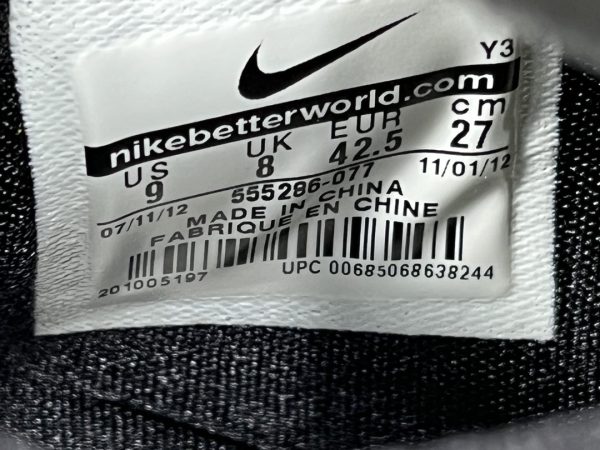 Y3
www.nikebetterworld.com
US UK EUR cm
9 8 42.5 27
07/11/12 555286-077 11/01/12
MADE IN CHINA
FABRIQUE EN CHINE
201005197 UPC 00685068638244